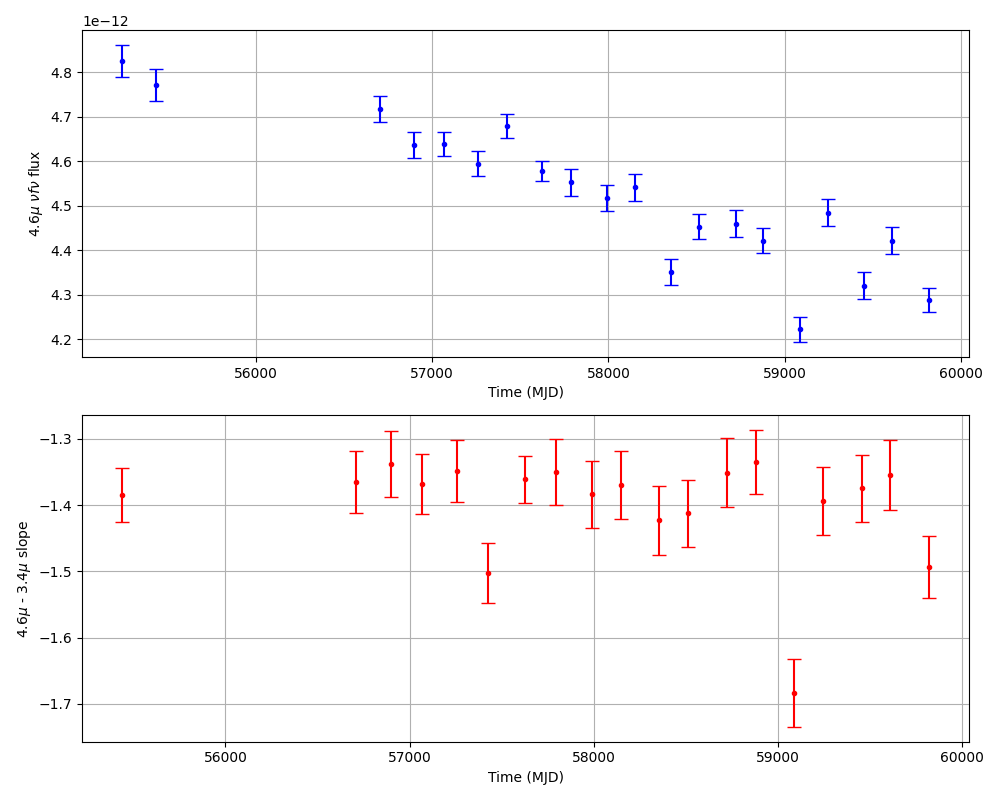 1e−12
4.8
4.7
4.6
4.5
4.4
4.3
4.2
4.6μ νfν flux
56000 57000 58000 59000 60000
Time (MJD)
−1.3
−1.4
−1.5
−1.6
−1.7
4.6μ - 3.4μ slope
56000 57000 58000 59000 60000
Time (MJD)